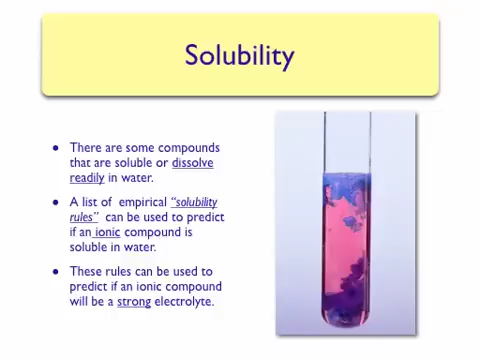 Solubility
• There are some compounds
that are soluble or dissolve
readily in water.
• A list of empirical “solubility
rules” can be used to predict
if an ionic compound is
soluble in water.
• These rules can be used to
predict if an ionic compound
will be a strong electrolyte.